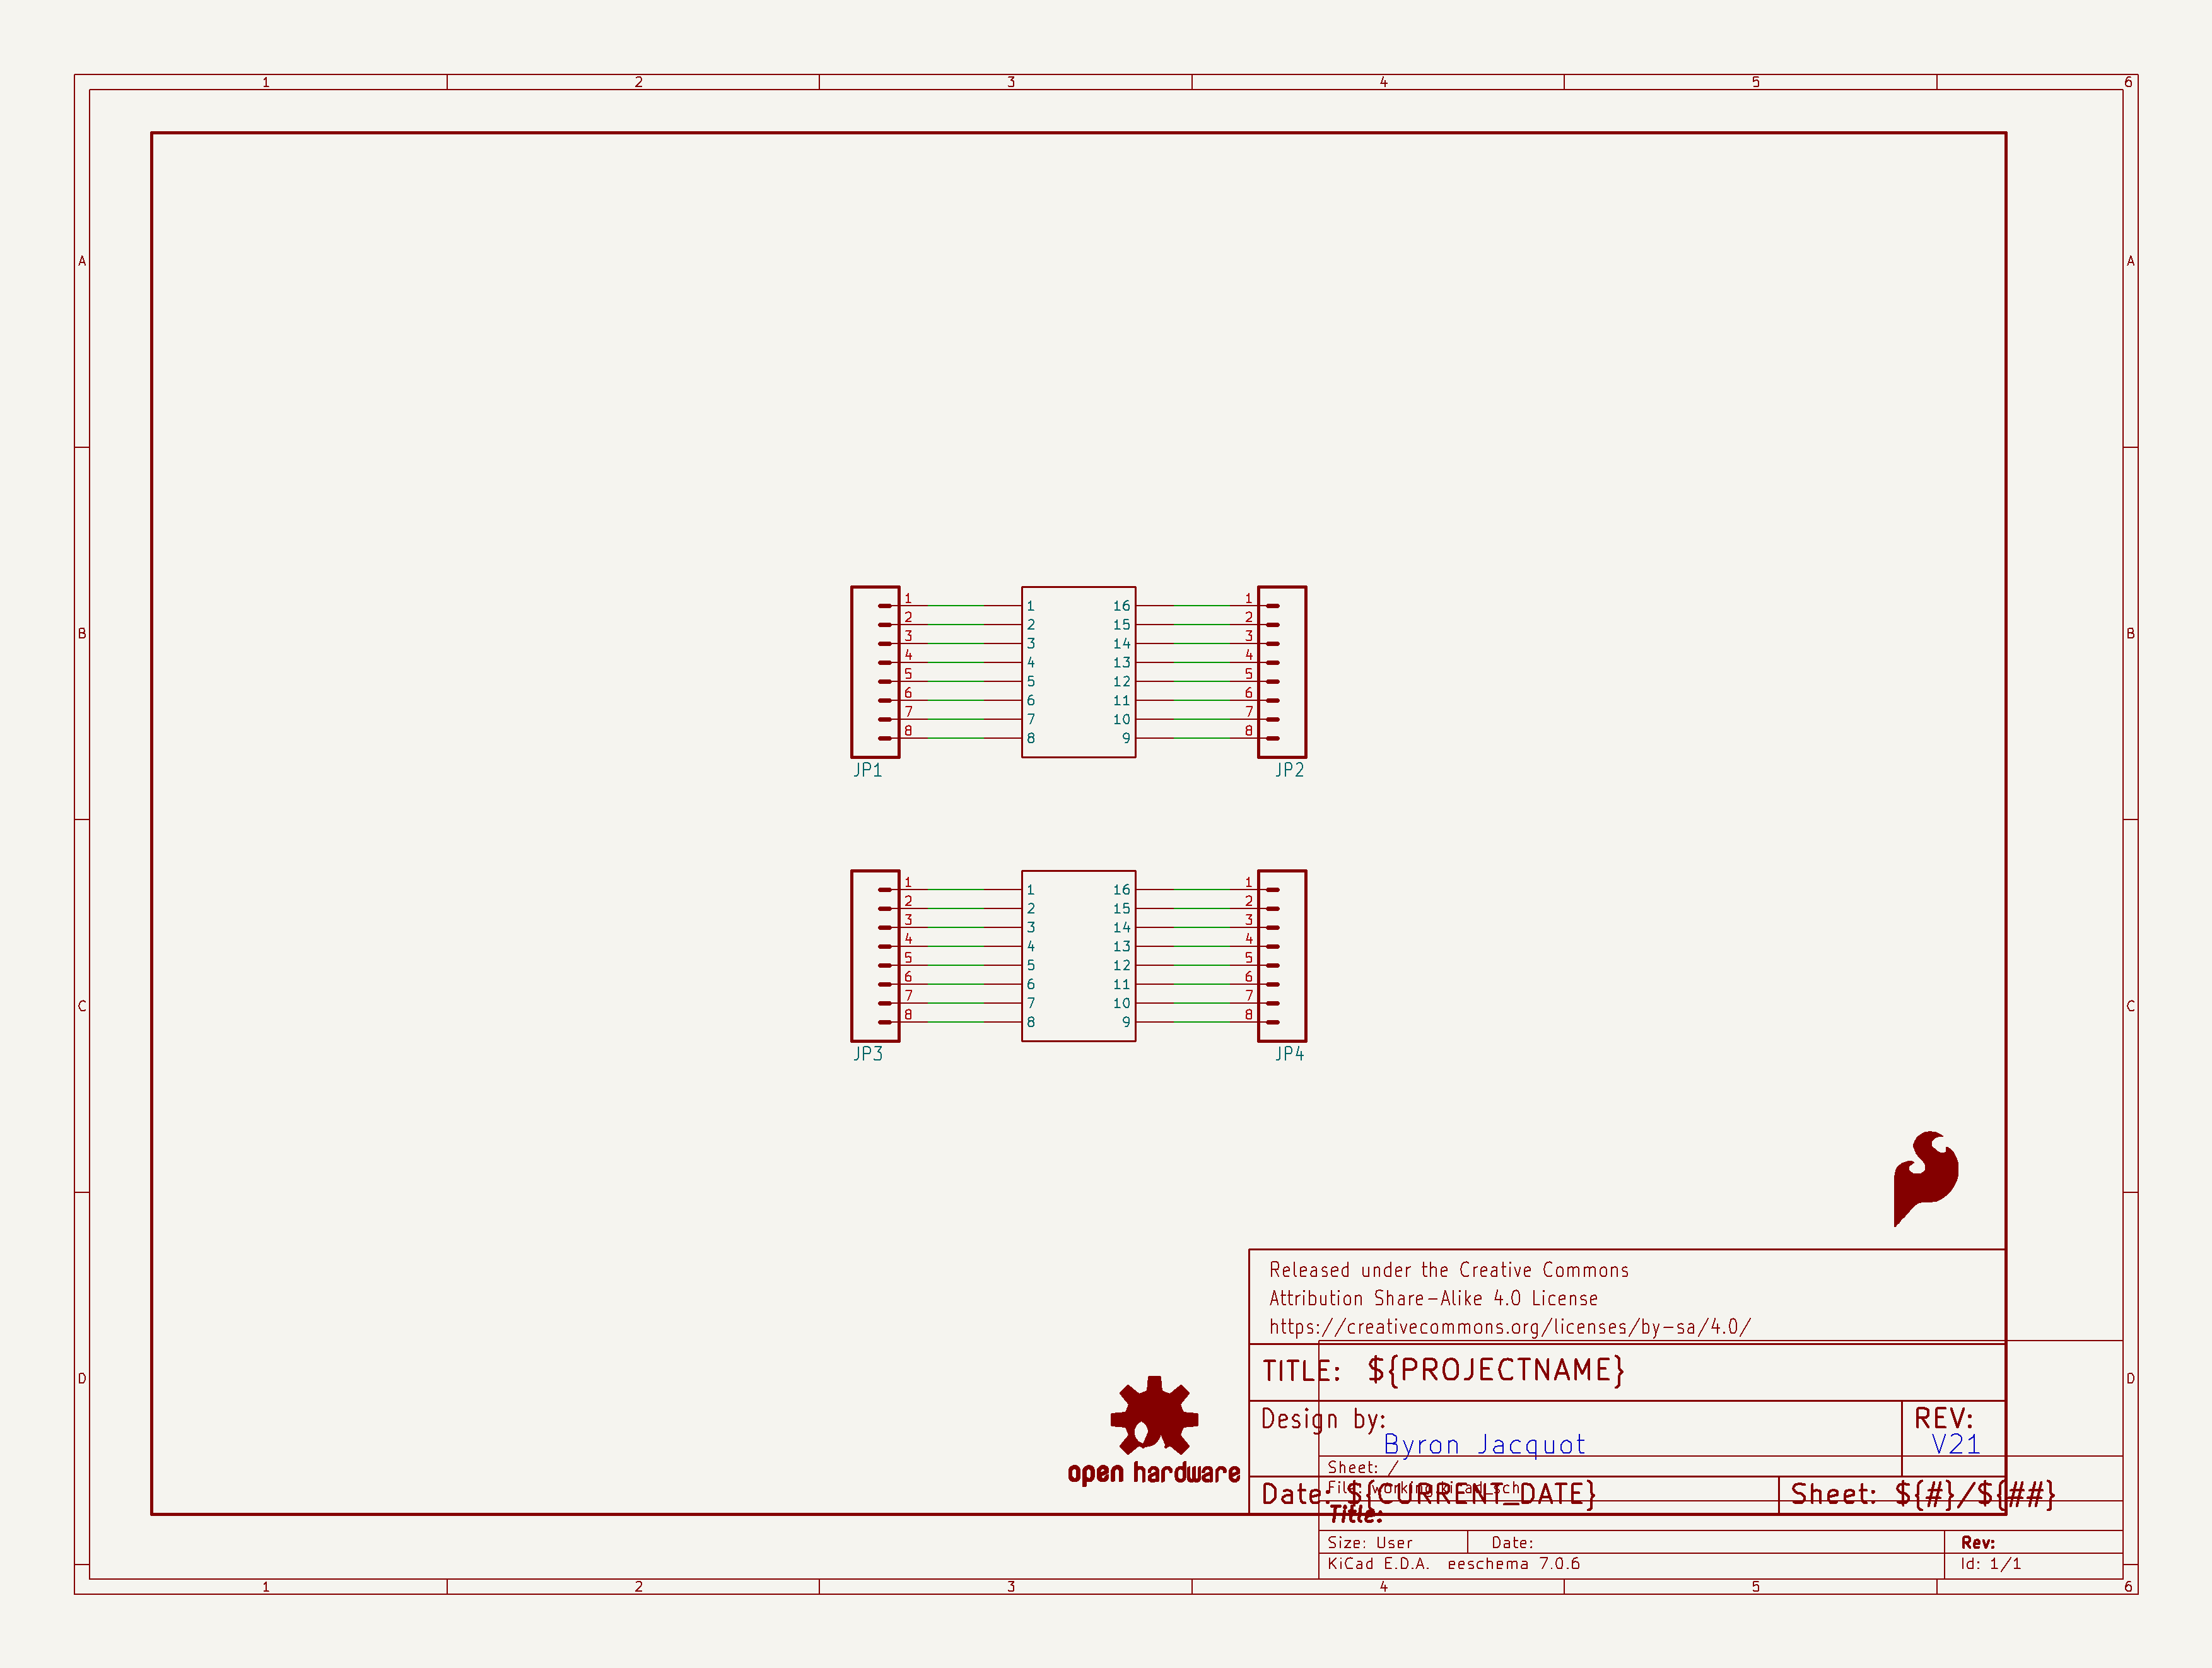 1 2 3 4 5 6
A A
B B
C C
D D
1 1 16 1
2 2 15 2
3 3 14 3
4 4 13 4
5 5 12 5
6 6 11 6
7 7 10 7
8 8 9 8
JP1 JP2
1 1 16 1
2 2 15 2
3 3 14 3
4 4 13 4
5 5 12 5
6 6 11 6
7 7 10 7
8 8 9 8
JP3 JP4
Released under the Creative Commons
Attribution Share-Alike 4.0 License
https://creativecommons.org/licenses/by-sa/4.0/
TITLE: ${PROJECTNAME}
Design by:
Byron Jacquot
REV:
V21
open hardware
Sheet: /
File: working.kicad_sch
Date: ${CURRENT_DATE}
Sheet: ${#}/${##}
Title:
Size: User Date: Rev:
KiCad E.D.A. eeschema 7.0.6 Id: 1/1
1 2 3 4 5 6